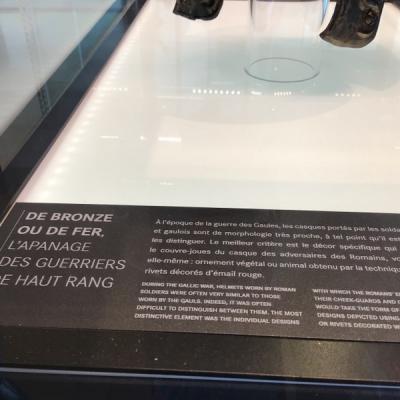 DE BRONZE
OU DE FER,
L'APANAGE
DES GUERRIERS
DE HAUT RANG
À l'époque de la guerre des Gaules, les casques portés par les
et gaulois sont de morphologie très proche, à tel point qu'il
les distinguer. Le meilleur critère est le décor spécifique qui
le couvre-joues du casque des adversaires des Romains,
elle-même : ornement végétal ou animal obtenu par la technique
rivets décorés d'émail rouge.
DURING THE GALLIC WAR, HELMETS WORN BY ROMAN
SOLDIERS WERE OFTEN VERY SIMILAR TO THOSE
WORN BY THE GAULS. INDEED, IT WAS OFTEN
DIFFICULT TO DISTINGUISH BETWEEN THEM. THE MOST
DISTINCTIVE ELEMENT WAS THE INDIVIDUAL DESIGNS
WITH WHICH THE ROMANS'
THEIR CHEEK-GUARDS AND
WOULD TAKE THE FORM OF
DESIGNS DEPICTED USING
OR RIVETS DECORATED